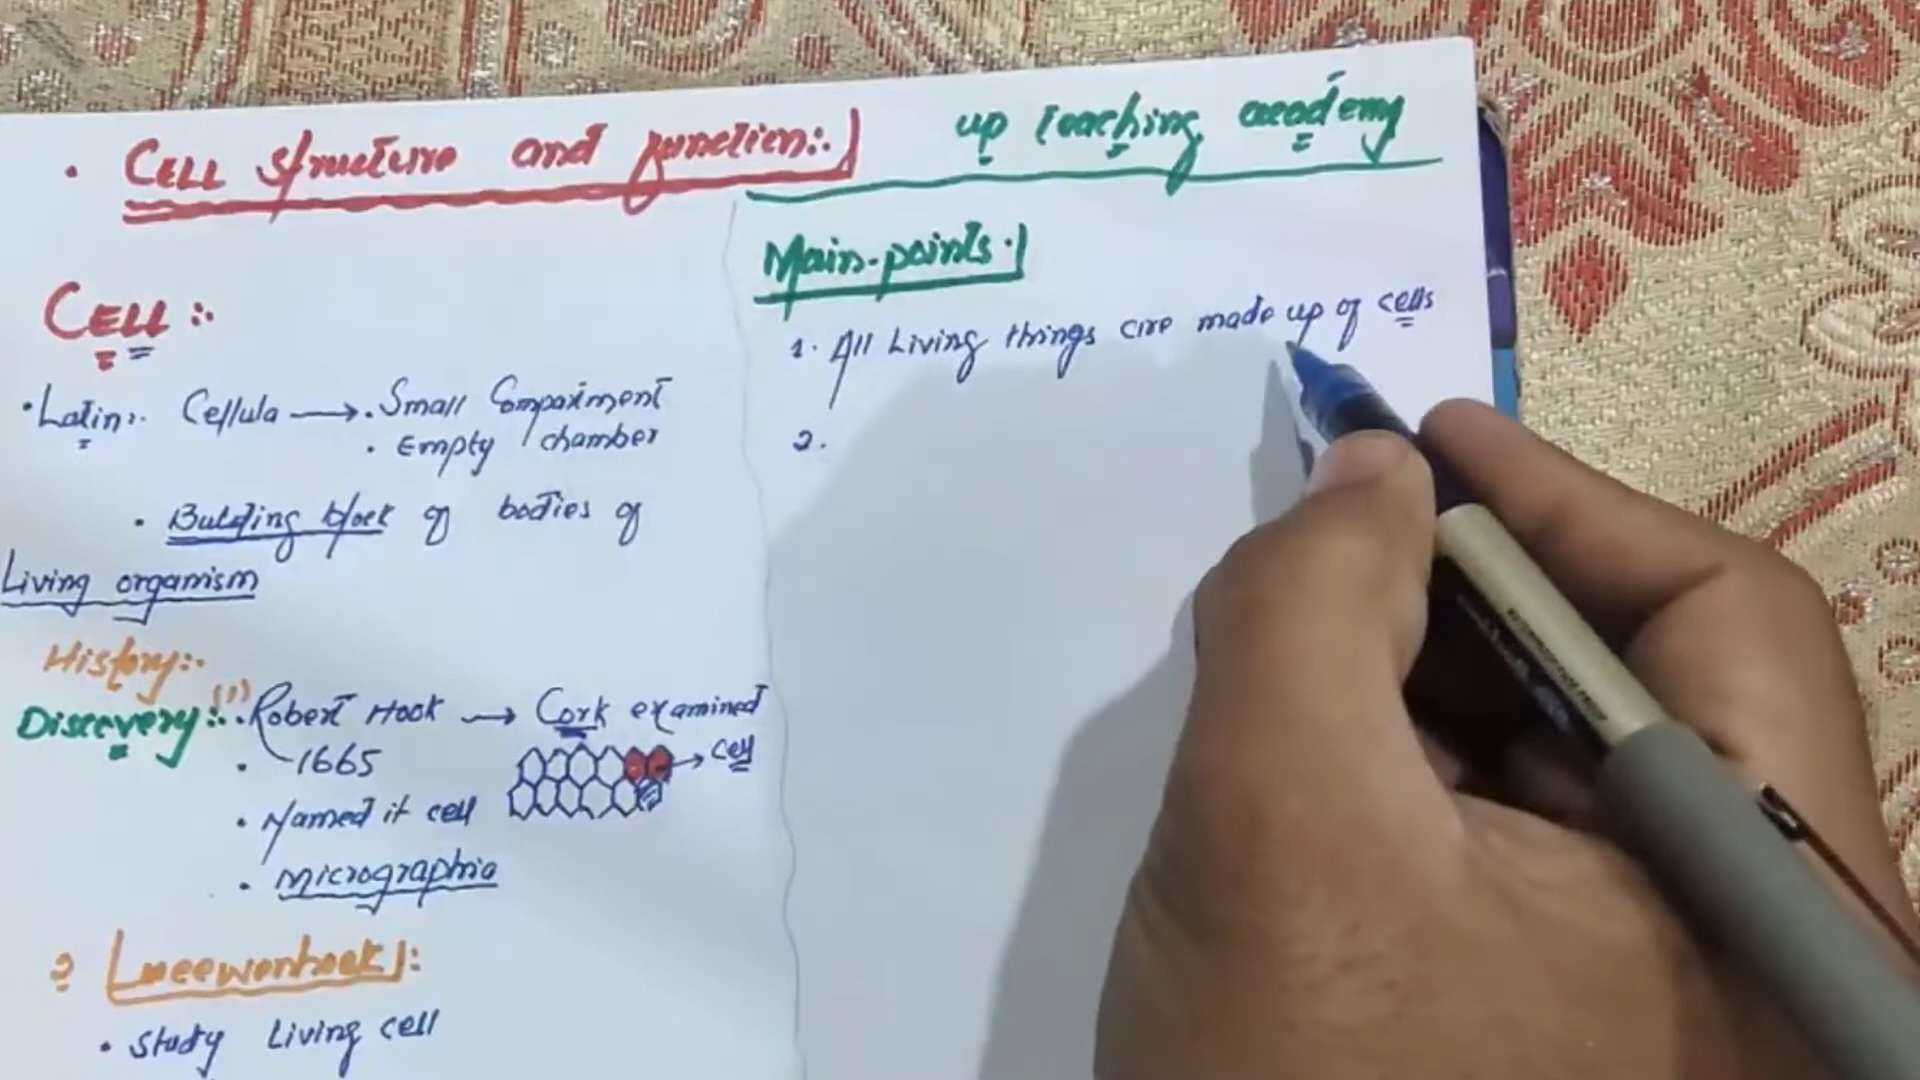 • CELL structure and function:.
up teaching academy
CELL :.
• Latin:. Cellula → • Small Compartment
• Empty chamber
• Building block of bodies of
Living organism
History:.
Discovery:. (1) • Robert Hook → Cork examined
• 1665
→ cell
• Named it cell
• Micrographia
2 Leeewenhoek :
• Study Living cell
Main-points.
1. All Living things are made up of cells
2.